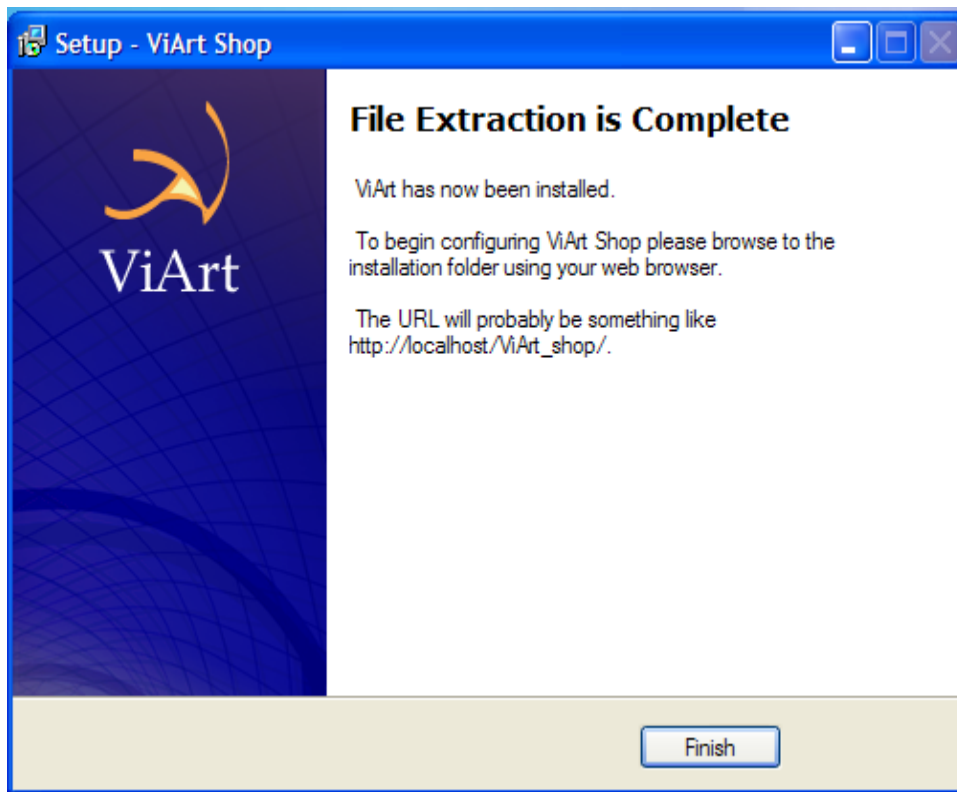 Setup - ViArt Shop
File Extraction is Complete
ViArt has now been installed.
To begin configuring ViArt Shop please browse to the
installation folder using your web browser.
The URL will probably be something like
http://localhost/ViArt_shop/.
ViArt
Finish